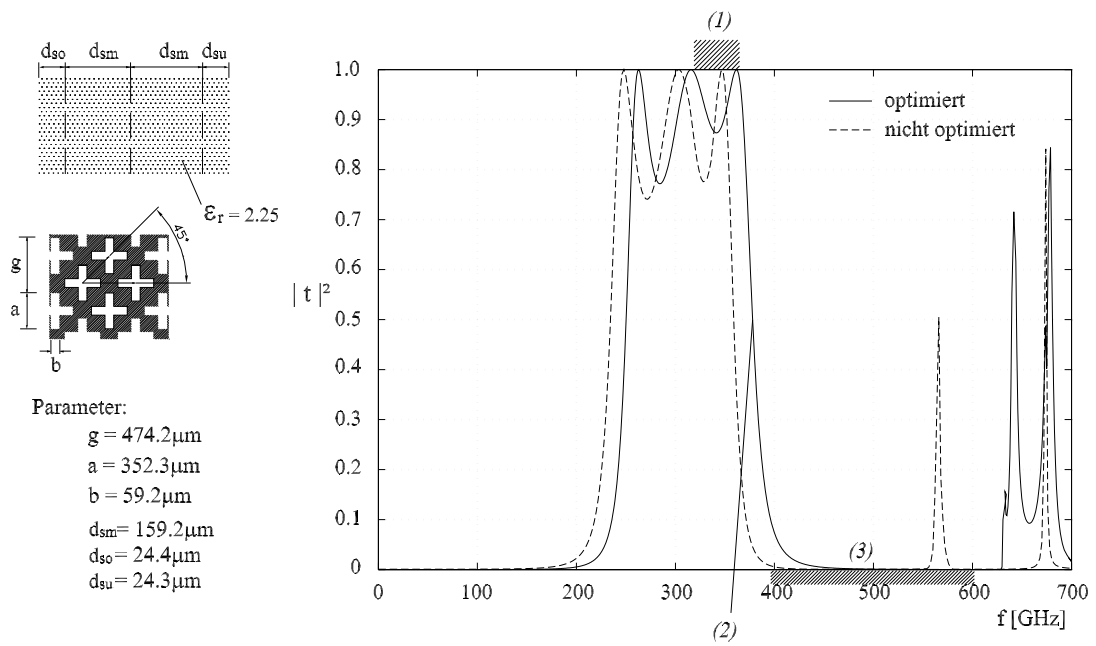 (1)
dso dsm dsm dsu
εr = 2.25
45°
g
a
b
Parameter:
g = 474.2μm
a = 352.3μm
b = 59.2μm
dsm= 159.2μm
dso= 24.4μm
dsu= 24.3μm
| t |²
1.0
0.9
0.8
0.7
0.6
0.5
0.4
0.3
0.2
0.1
0
optimiert
nicht optimiert
(3)
0 100 200 300 400 500 600 700
f [GHz]
(2)